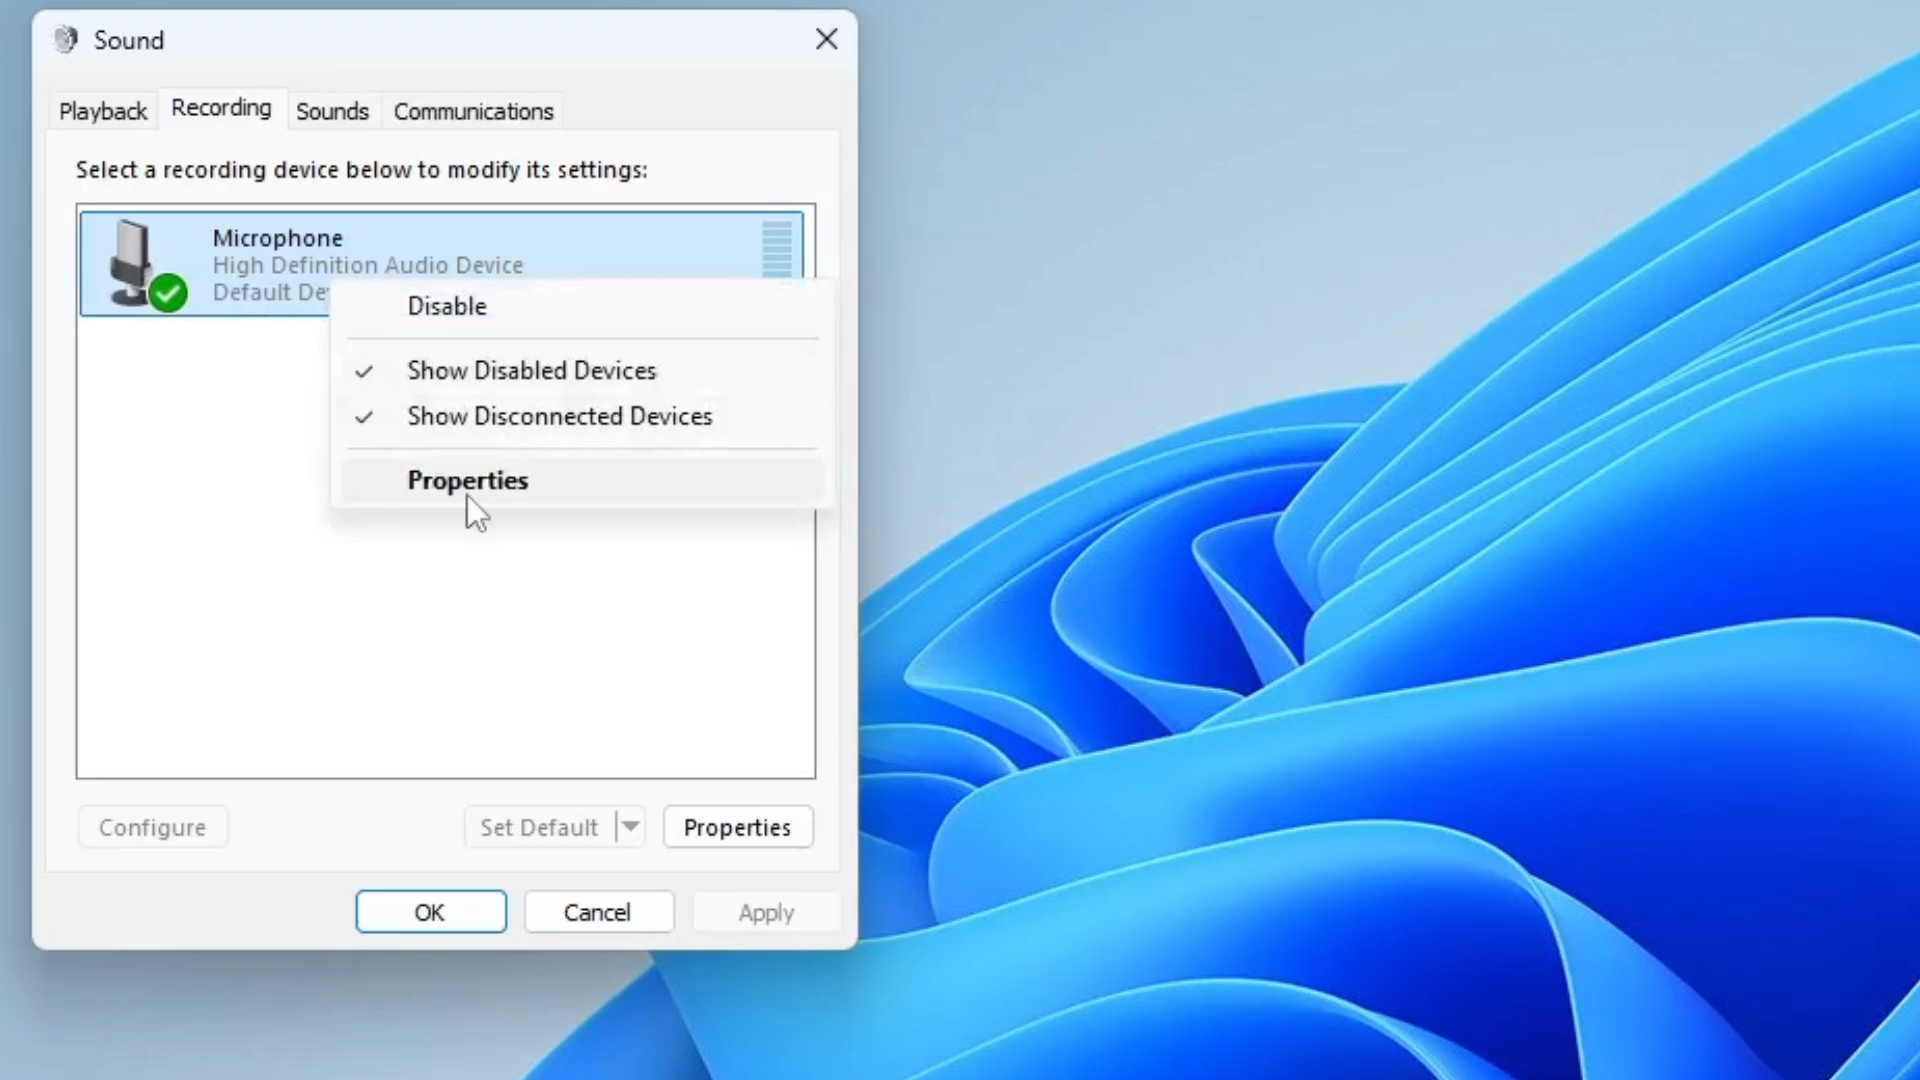 Sound
Playback
Recording
Sounds
Communications
Select a recording device below to modify its settings:
Microphone
High Definition Audio Device
Default
Disable
Show Disabled Devices
Show Disconnected Devices
Properties
Configure
Set Default
Properties
OK
Cancel
Apply